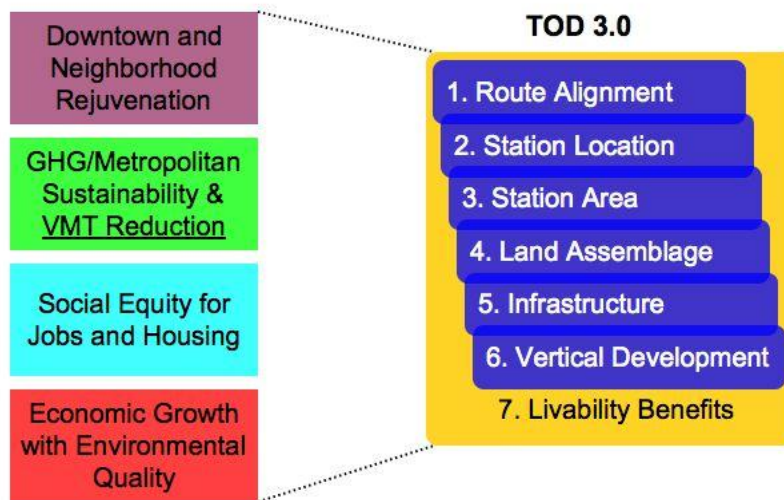 Downtown and
Neighborhood
Rejuvenation
GHG/Metropolitan
Sustainability &
VMT Reduction
Social Equity for
Jobs and Housing
Economic Growth
with Environmental
Quality
TOD 3.0
1. Route Alignment
2. Station Location
3. Station Area
4. Land Assemblage
5. Infrastructure
6. Vertical Development
7. Livability Benefits